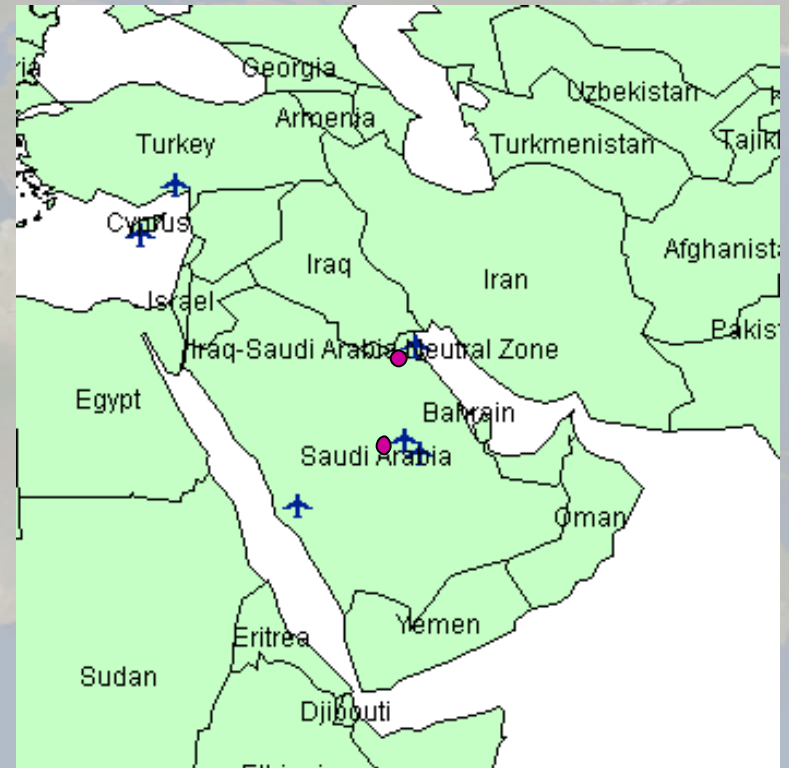 ria
Georgia
Uzbekistan
Armenia
Turkey
Turkmenistan
Tajik
Cyprus
Afghanista
Iraq
Iran
Israel
Pakis
Iraq-Saudi Arabia Neutral Zone
Egypt
Bahrain
Saudi Arabia
Oman
Yemen
Eritrea
Sudan
Djibouti